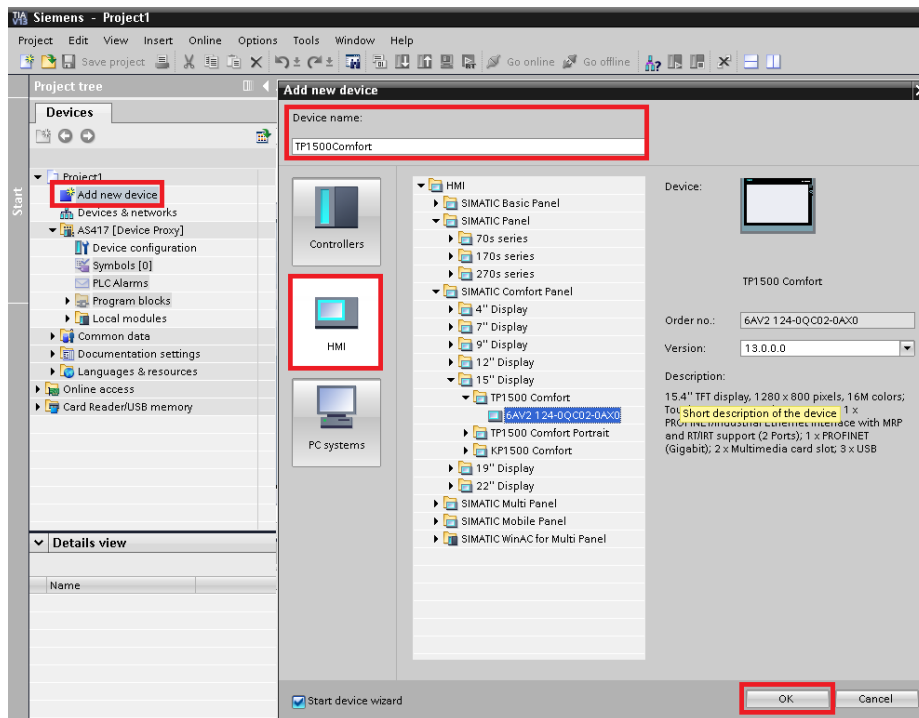 Siemens - Project1
Project Edit View Insert Online Options Tools Window Help
Save project Go online Go offline
Project tree
Devices
Start
Project1
Add new device
Devices & networks
AS417 [Device Proxy]
Device configuration
Symbols [0]
PLC Alarms
Program blocks
Local modules
Common data
Documentation settings
Languages & resources
Online access
Card Reader/USB memory
Details view
Name
Add new device
Device name:
TP1500Comfort
Controllers
HMI
PC systems
HMI
SIMATIC Basic Panel
SIMATIC Panel
70s series
170s series
270s series
SIMATIC Comfort Panel
4" Display
7" Display
9" Display
12" Display
15" Display
TP1500 Comfort
6AV2 124-0QC02-0AX0
TP1500 Comfort Portrait
KP1500 Comfort
19" Display
22" Display
SIMATIC Multi Panel
SIMATIC Mobile Panel
SIMATIC WinAC for Multi Panel
Device:
TP1500 Comfort
Order no.: 6AV2 124-0QC02-0AX0
Version: 13.0.0.0
Description:
15.4" TFT display, 1280 x 800 pixels, 16M colors;
Short description of the device 1 x
with MRP
and RT/IRT support (2 Ports); 1 x PROFINET
(Gigabit); 2 x Multimedia card slot; 3 x USB
Start device wizard
OK Cancel